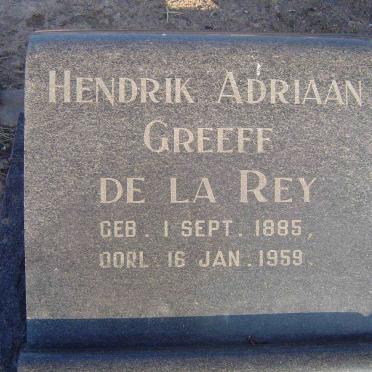 HENDRIK ADRIAAN
GREEFF
DE LA REY
GEB. 1 SEPT. 1885,
OORL. 16 JAN. 1959.